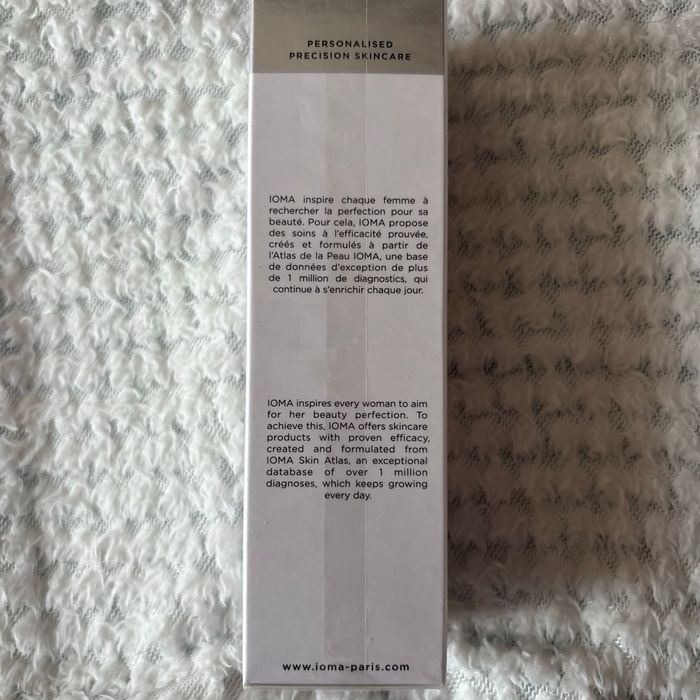 PERSONALISED
PRECISION SKINCARE
IOMA inspire chaque femme à
rechercher la perfection pour sa
beauté. Pour cela, IOMA propose
des soins à l'efficacité prouvée,
créés et formulés à partir de
l'Atlas de la Peau IOMA, une base
de données d'exception de plus
de 1 million de diagnostics, qui
continue à s'enrichir chaque jour.
IOMA inspires every woman to aim
for her beauty perfection. To
achieve this, IOMA offers skincare
products with proven efficacy,
created and formulated from
IOMA Skin Atlas, an exceptional
database of over 1 million
diagnoses, which keeps growing
every day.
www.ioma-paris.com